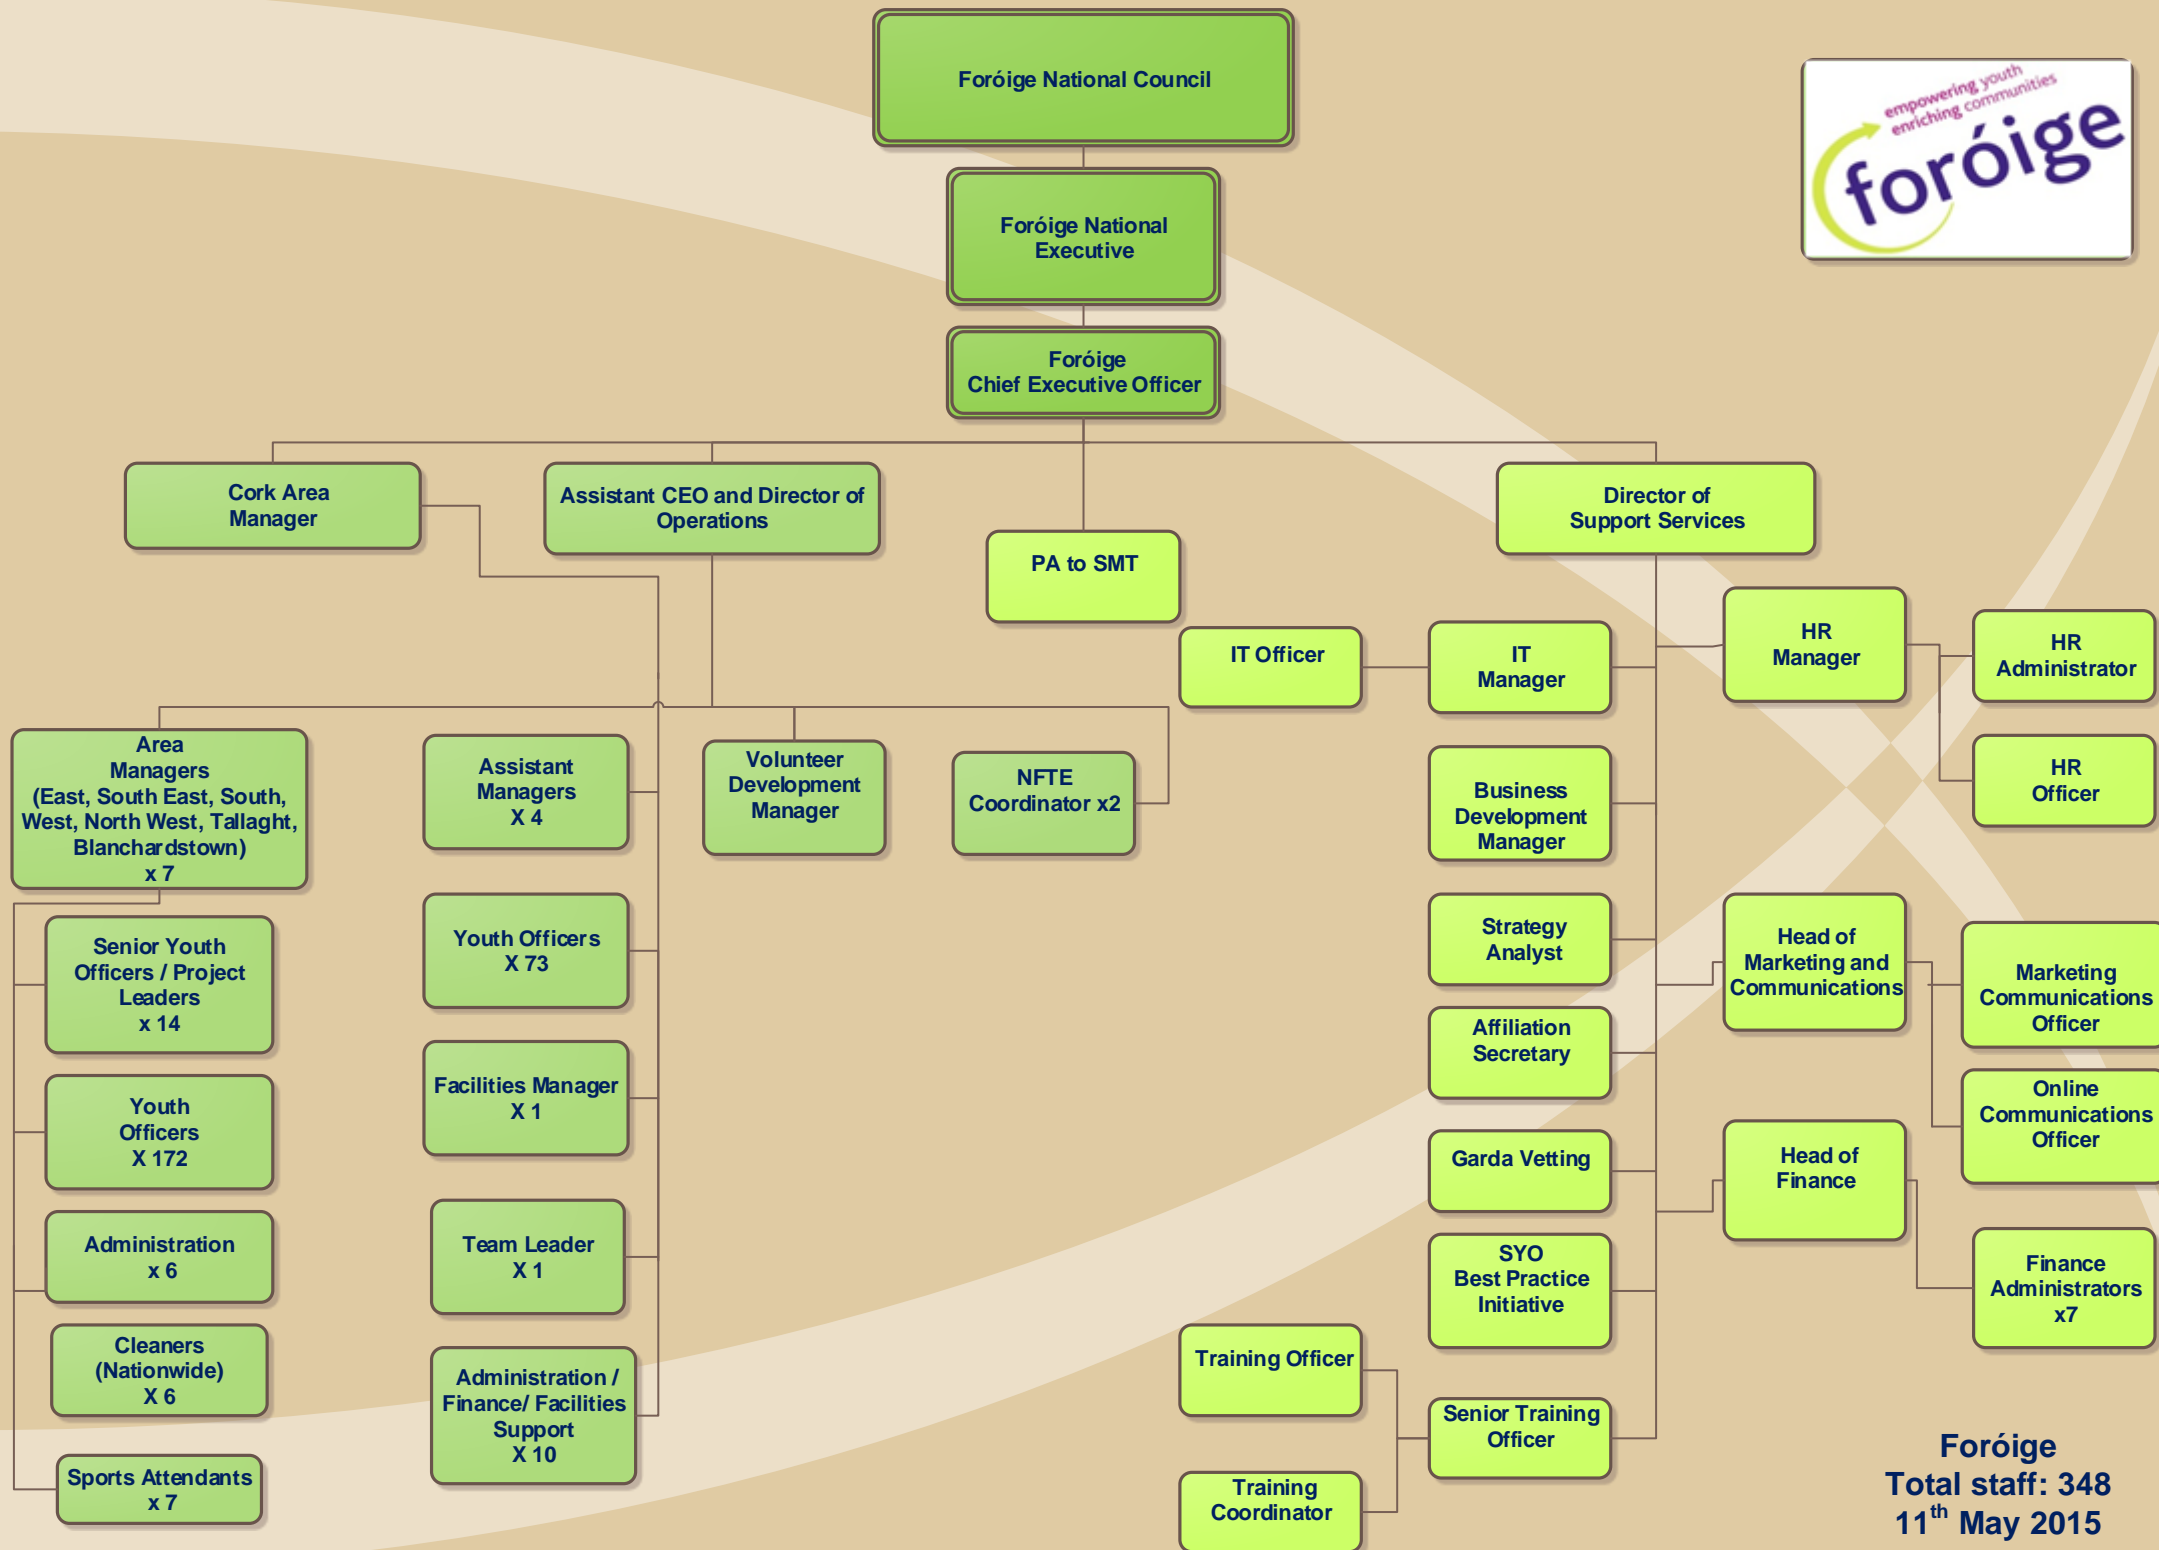 Foróige National Council
empowering youth
enriching communities
foróige
Foróige National
Executive
Foróige
Chief Executive Officer
Cork Area
Manager
Assistant CEO and Director of
Operations
PA to SMT
Director of
Support Services
IT Officer
IT
Manager
HR
Manager
HR
Administrator
HR
Officer
Area
Managers
(East, South East, South,
West, North West, Tallaght,
Blanchardstown)
x 7
Assistant
Managers
X 4
Volunteer
Development
Manager
NFTE
Coordinator x2
Business
Development
Manager
Senior Youth
Officers / Project
Leaders
x 14
Youth Officers
X 73
Strategy
Analyst
Head of
Marketing and
Communications
Marketing
Communications
Officer
Affiliation
Secretary
Online
Communications
Officer
Youth
Officers
X 172
Facilities Manager
X 1
Garda Vetting
Head of
Finance
Administration
x 6
Team Leader
X 1
SYO
Best Practice
Initiative
Finance
Administrators
x7
Cleaners
(Nationwide)
X 6
Administration /
Finance/ Facilities
Support
X 10
Training Officer
Senior Training
Officer
Sports Attendants
x 7
Training
Coordinator
Foróige
Total staff: 348
11th May 2015